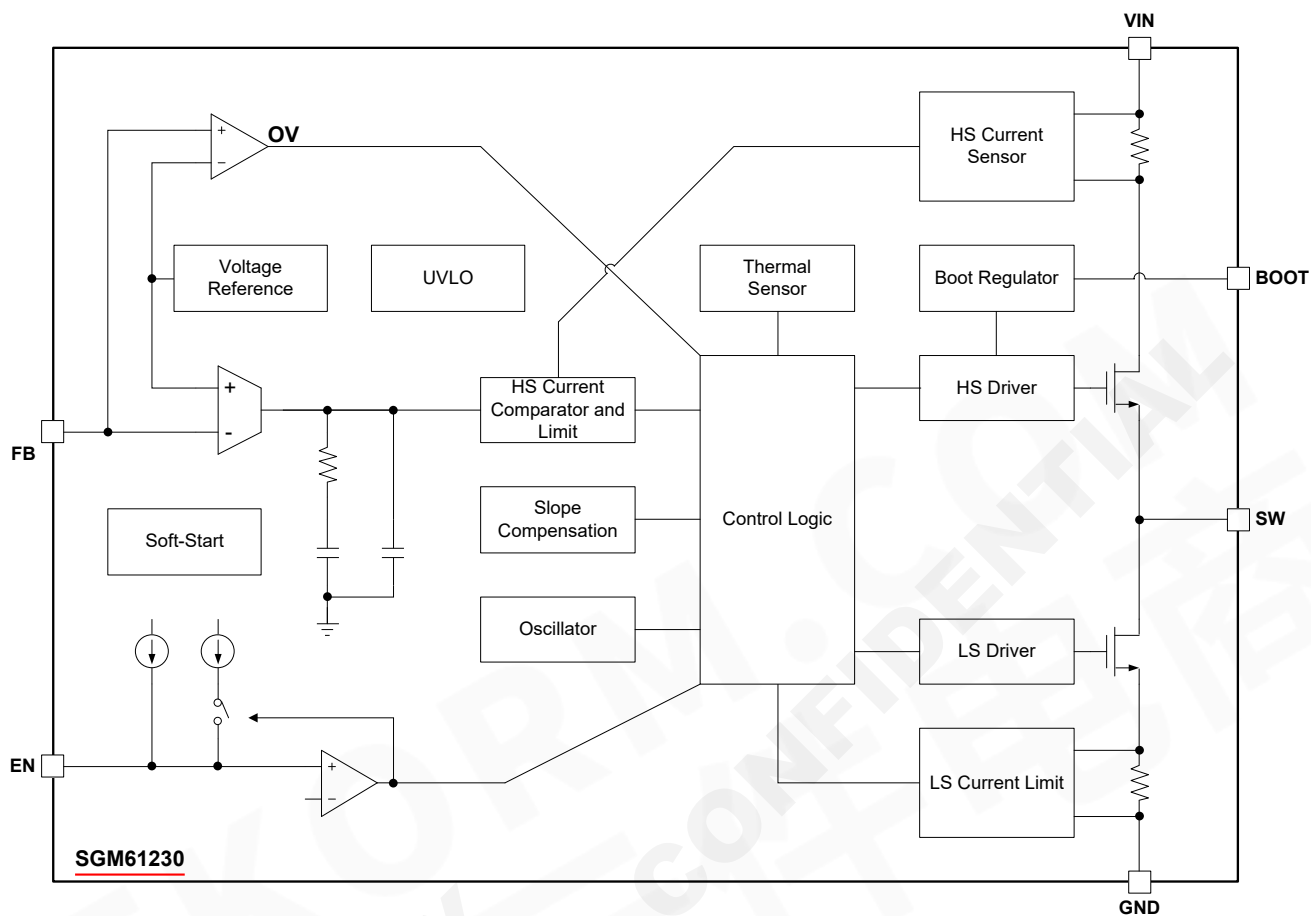 VIN
OV
HS Current
Sensor
Voltage
Reference
UVLO
Thermal
Sensor
Boot Regulator
BOOT
+
−
HS Current
Comparator and
Limit
HS Driver
+
-
FB
Slope
Compensation
Control Logic
SW
Soft-Start
Oscillator
LS Driver
EN
+
−
LS Current Limit
SGM61230
GND
CONFIDENTIAL